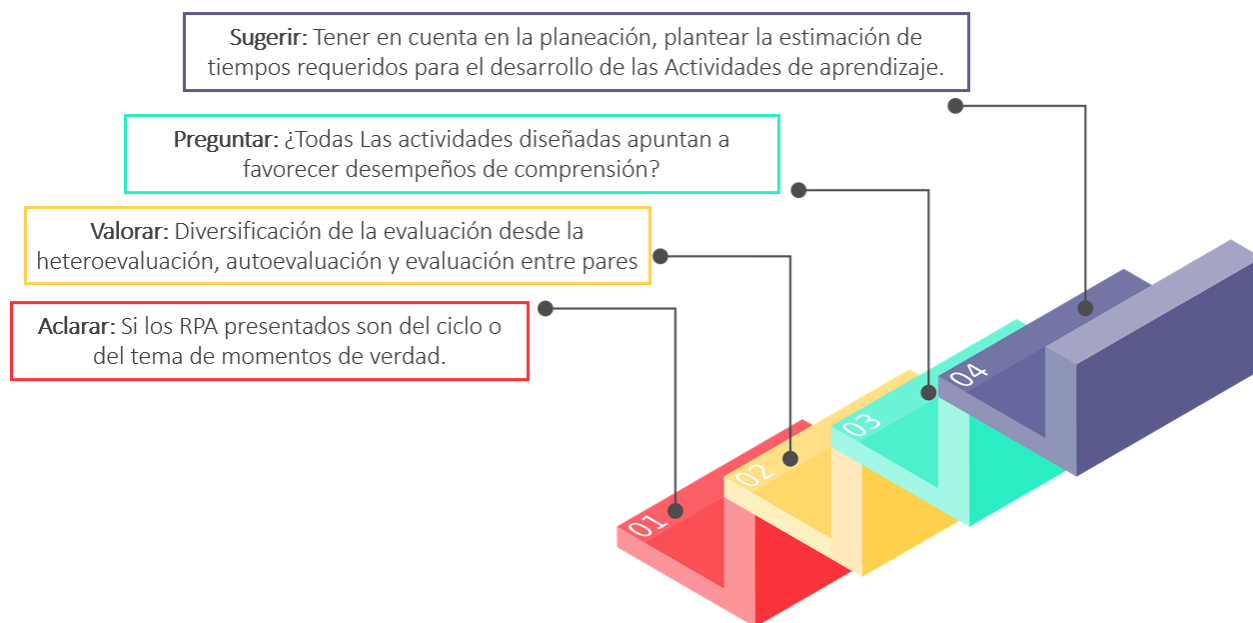 Sugerir: Tener en cuenta en la planeación, plantear la estimación de
tiempos requeridos para el desarrollo de las Actividades de aprendizaje.
Preguntar: ¿Todas Las actividades diseñadas apuntan a
favorecer desempeños de comprensión?
Valorar: Diversificación de la evaluación desde la
heteroevaluación, autoevaluación y evaluación entre pares
Aclarar: Si los RPA presentados son del ciclo o
del tema de momentos de verdad.
04
03
02
01